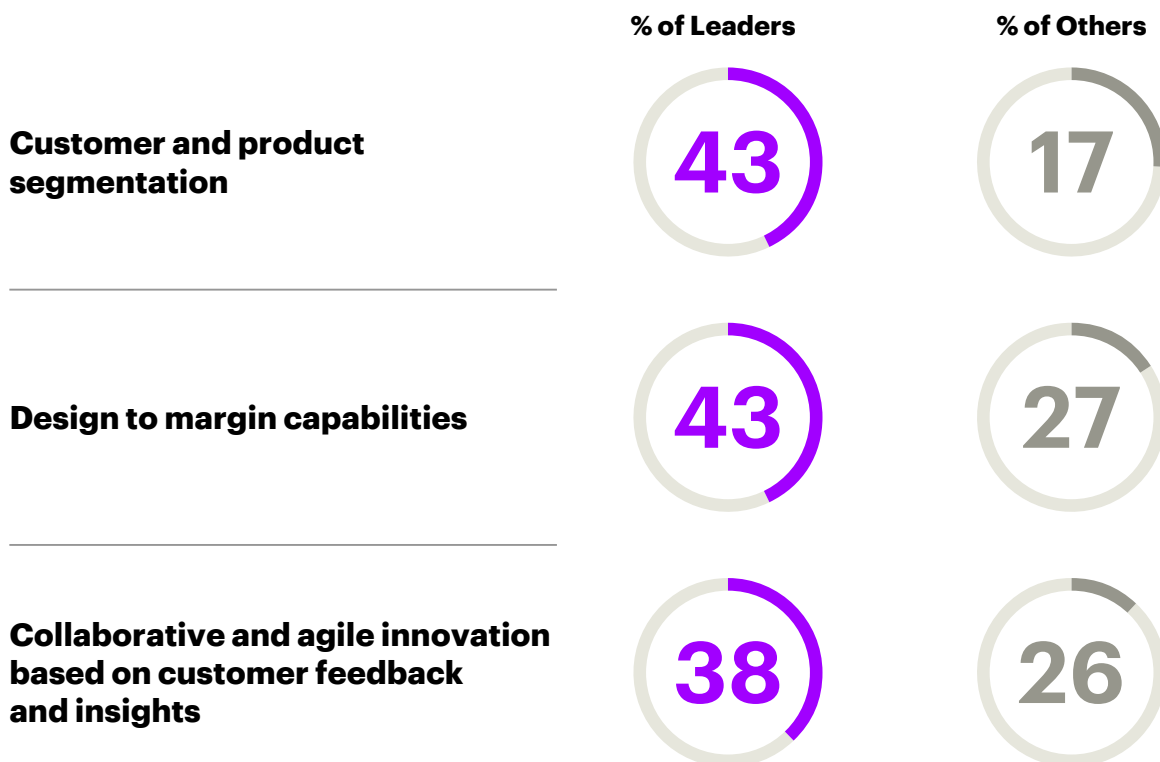 % of Leaders
% of Others
Customer and product
segmentation
43
17
Design to margin capabilities
43
27
Collaborative and agile innovation
based on customer feedback
and insights
38
26